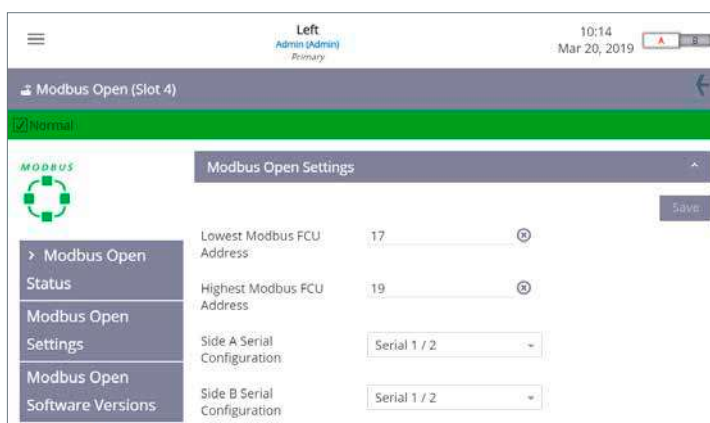 Left
Admin (Admin)
Primary
10:14
Mar 20, 2019
A
B
Modbus Open (Slot 4)
Normal
MODBUS
Modbus Open Settings
Save
Lowest Modbus FCU
Address
17
Highest Modbus FCU
Address
19
Side A Serial
Configuration
Serial 1 / 2
Side B Serial
Configuration
Serial 1 / 2
> Modbus Open
Status
Modbus Open
Settings
Modbus Open
Software Versions